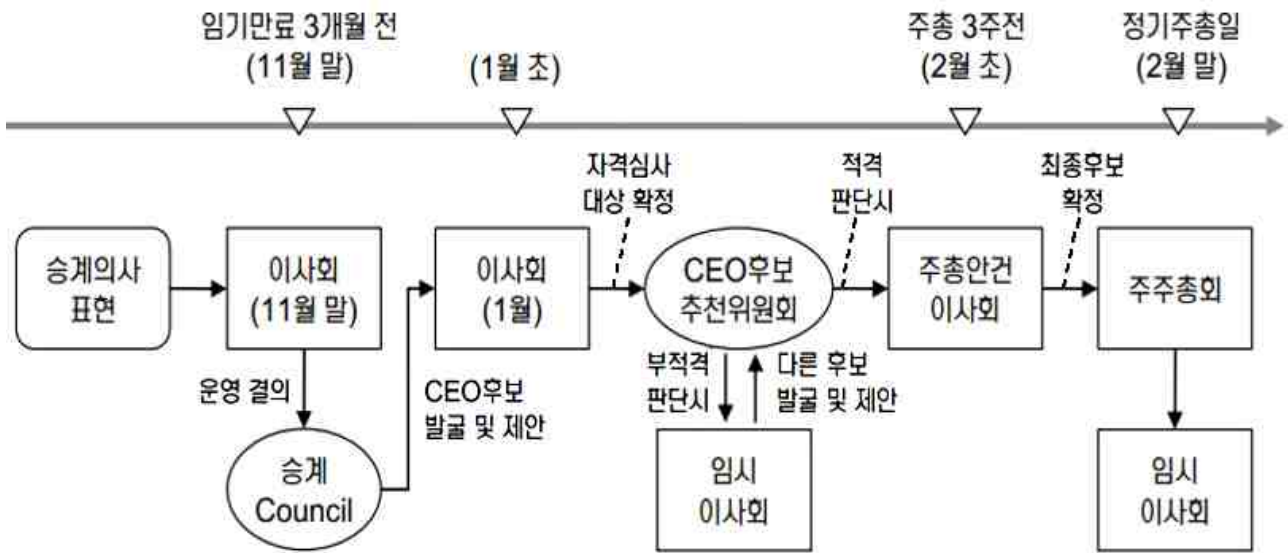 임기만료 3개월 전
(11월 말)
(1월 초)
주총 3주전
(2월 초)
정기주총일
(2월 말)
자격심사
대상 확정
적격
판단시
최종후보
확정
승계의사
표현
이사회
(11월 말)
이사회
(1월)
CEO후보
추천위원회
주총안건
이사회
주주총회
운영 결의
CEO후보
발굴 및 제안
부적격
판단시
다른 후보
발굴 및 제안
승계
Council
임시
이사회
임시
이사회